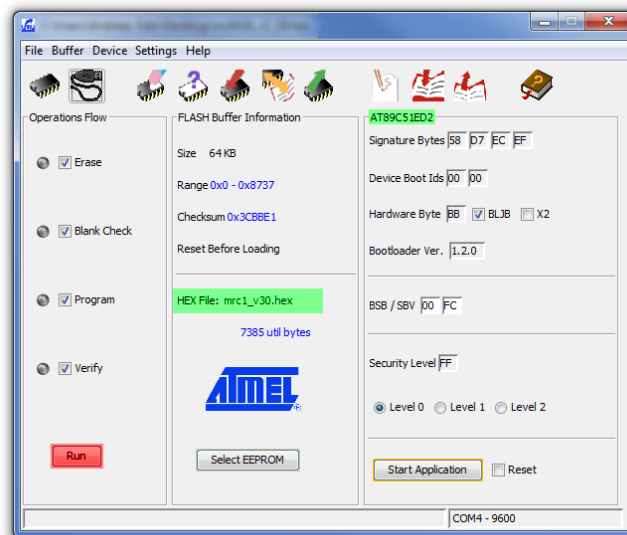 File Buffer Device Settings Help
Operations Flow
Erase
Blank Check
Program
Verify
Run
FLASH Buffer Information
Size 64 KB
Range 0x0 - 0x8737
Checksum 0x3CBBE1
Reset Before Loading
HEX File: mrc1_v30.hex
7385 util bytes
ATMEL
Select EEPROM
AT89C51ED2
Signature Bytes 58 D7 EC EF
Device Boot Ids 00 00
Hardware Byte BB BLJB X2
Bootloader Ver. 1.2.0
BSB / SBV 00 FC
Security Level FF
Level 0 Level 1 Level 2
Start Application Reset
COM4 - 9600